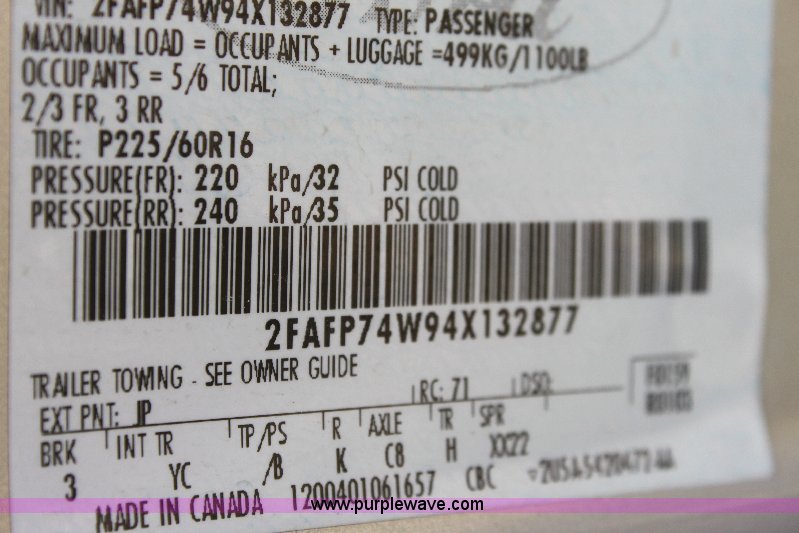 VIN: 2FAFP74W94X132877 TYPE: PASSENGER
MAXIMUM LOAD = OCCUPANTS + LUGGAGE =499KG/1100LB
OCCUPANTS = 5/6 TOTAL;
2/3 FR, 3 RR
TIRE: P225/60R16
PRESSURE(FR): 220 kPa/32 PSI COLD
PRESSURE(RR): 240 kPa/35 PSI COLD
2FAFP74W94X132877
TRAILER TOWING - SEE OWNER GUIDE
EXT PNT: JP RC: 71 DSO:
BRK INT TR TP/PS R AXLE TR SPR
3 YC /B K C8 H XX22
MADE IN CANADA 1200401061657 CBC
www.purplewave.com